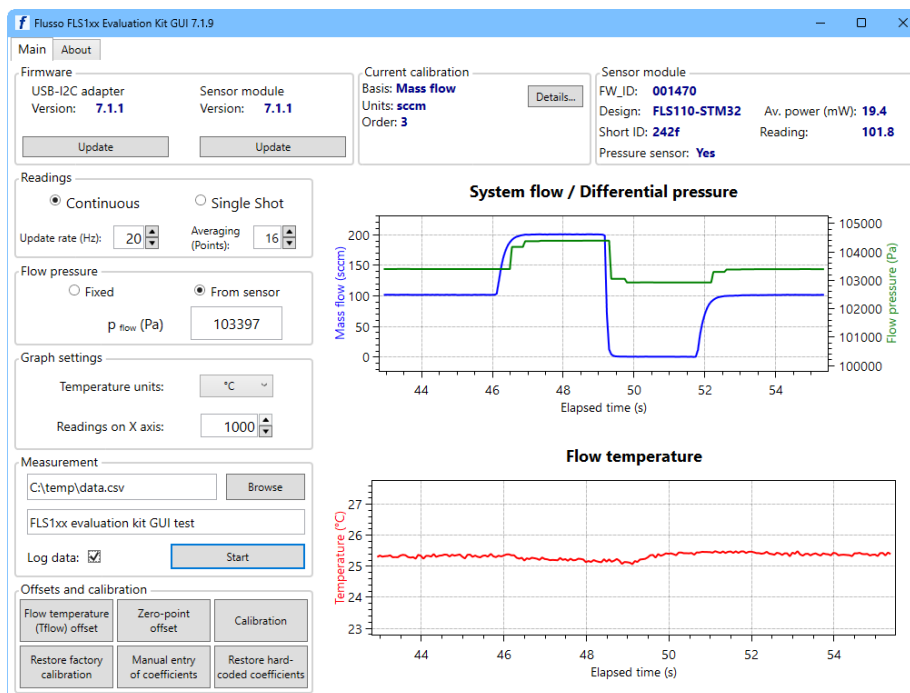 f Flusso FLS1xx Evaluation Kit GUI 7.1.9
Main About
Firmware
USB-I2C adapter
Version: 7.1.1
Update
Sensor module
Version: 7.1.1
Update
Current calibration
Basis: Mass flow
Units: sccm
Order: 3
Details...
Sensor module
FW_ID: 001470
Design: FLS110-STM32 Av. power (mW): 19.4
Short ID: 242f Reading: 101.8
Pressure sensor: Yes
Readings
Continuous Single Shot
Update rate (Hz): 20
Averaging
(Points): 16
Flow pressure
Fixed From sensor
p flow (Pa) 103397
Graph settings
Temperature units: °C
Readings on X axis: 1000
Measurement
C:\temp\data.csv Browse
FLS1xx evaluation kit GUI test
Log data: Start
Offsets and calibration
Flow temperature
(Tflow) offset
Zero-point
offset
Calibration
Restore factory
calibration
Manual entry
of coefficients
Restore hard-
coded coefficients
System flow / Differential pressure
Mass flow (sccm)
200
150
100
50
0
105000
104000
103000
102000
101000
100000
Flow pressure (Pa)
44 46 48 50 52 54
Elapsed time (s)
Flow temperature
Temperature (°C)
27
26
25
24
23
44 46 48 50 52 54
Elapsed time (s)